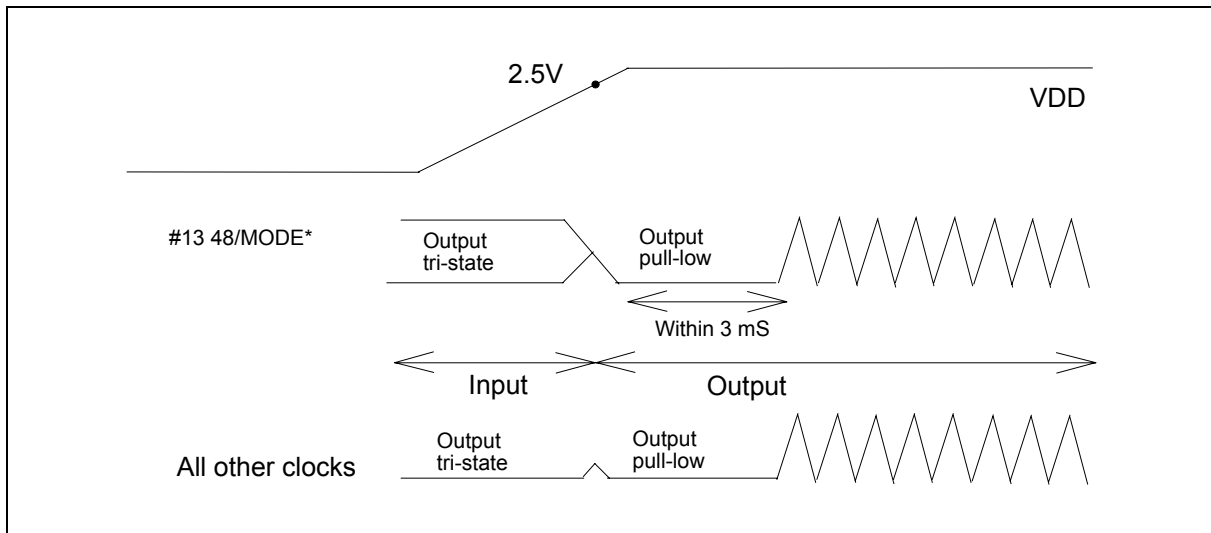 2.5V
VDD
#13 48/MODE*
Output
tri-state
Output
pull-low
Within 3 mS
Input
Output
All other clocks
Output
tri-state
Output
pull-low